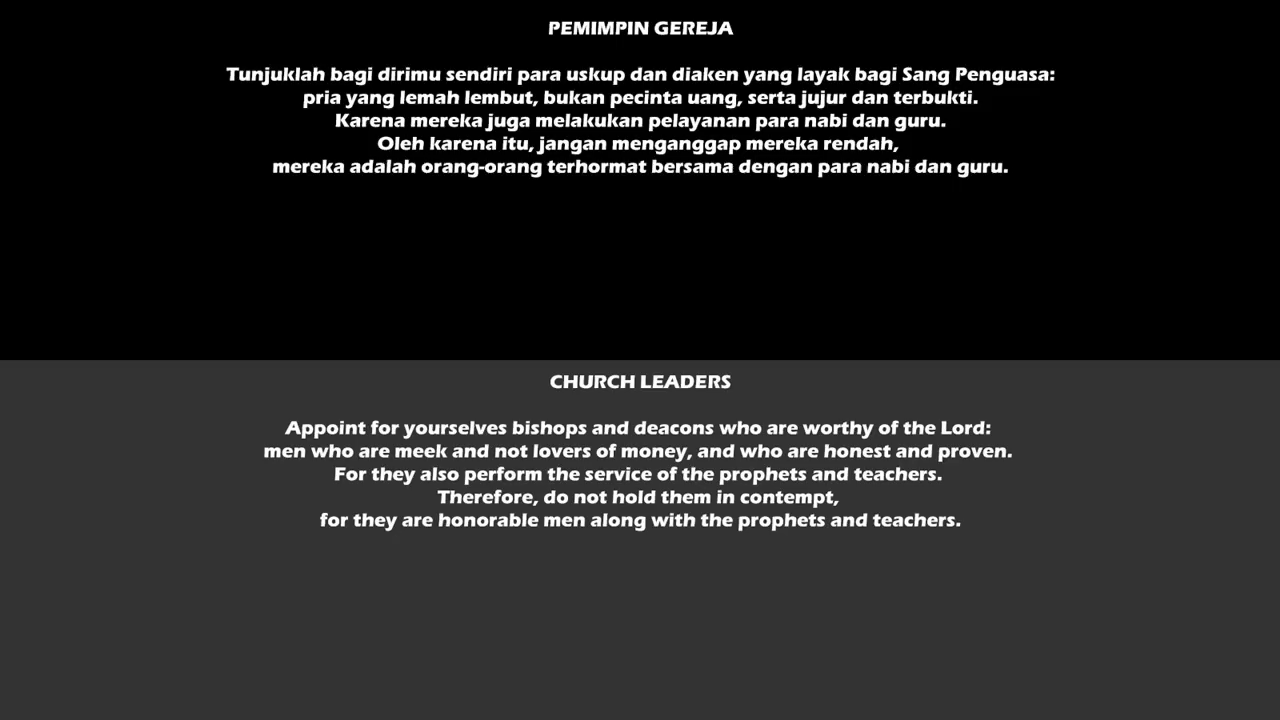 PEMIMPIN GEREJA
Tunjuklah bagi dirimu sendiri para uskup dan diaken yang layak bagi Sang Penguasa:
pria yang lemah lembut, bukan pecinta uang, serta jujur dan terbukti.
Karena mereka juga melakukan pelayanan para nabi dan guru.
Oleh karena itu, jangan menganggap mereka rendah,
mereka adalah orang-orang terhormat bersama dengan para nabi dan guru.
CHURCH LEADERS
Appoint for yourselves bishops and deacons who are worthy of the Lord:
men who are meek and not lovers of money, and who are honest and proven.
For they also perform the service of the prophets and teachers.
Therefore, do not hold them in contempt,
for they are honorable men along with the prophets and teachers.